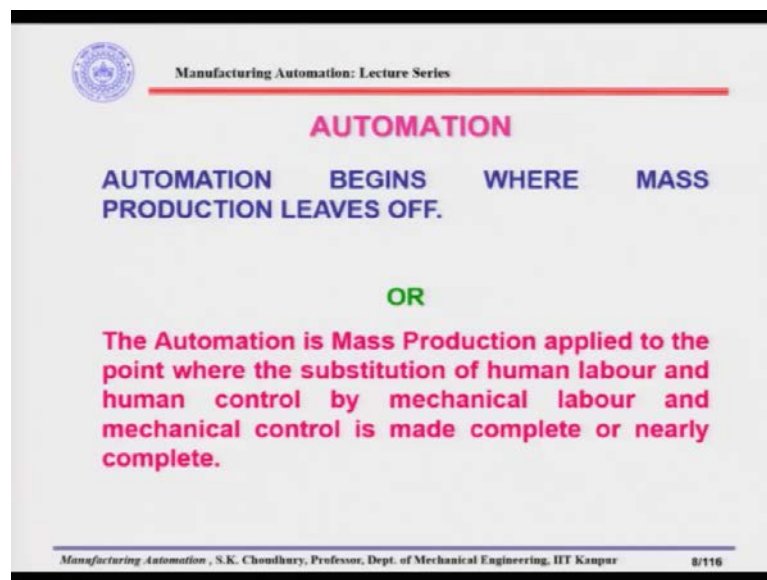 Manufacturing Automation: Lecture Series
AUTOMATION
AUTOMATION BEGINS WHERE MASS
PRODUCTION LEAVES OFF.
OR
The Automation is Mass Production applied to the
point where the substitution of human labour and
human control by mechanical labour and
mechanical control is made complete or nearly
complete.
Manufacturing Automation , S.K. Choudhury, Professor, Dept. of Mechanical Engineering, IIT Kanpur 8/116